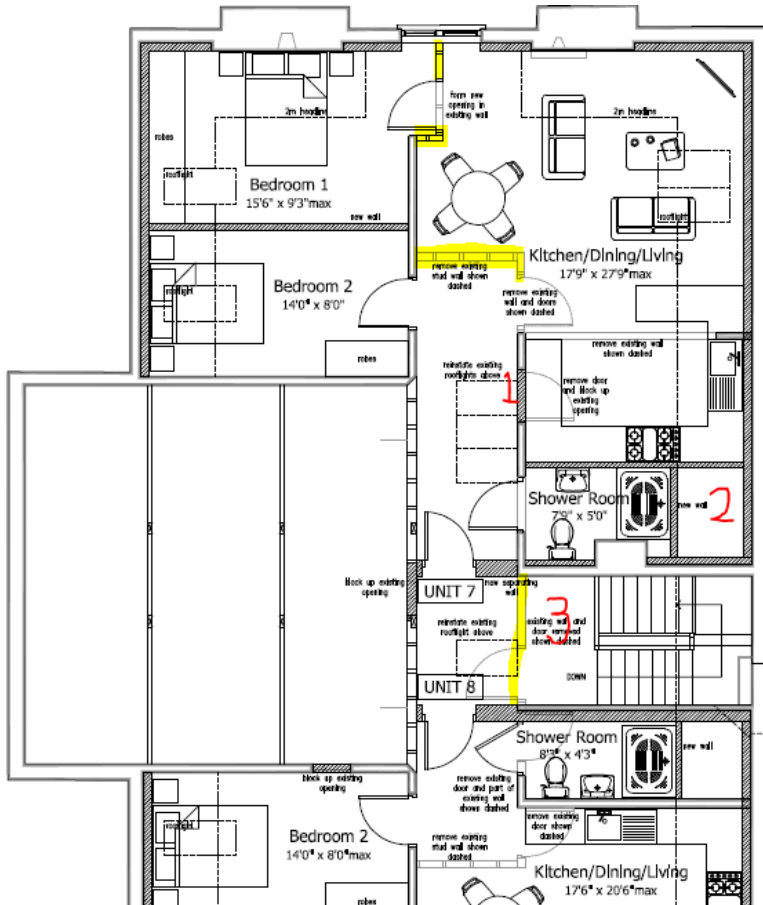 form new
opening in
existing wall
2m headline
2m headline
robes
rooflight
Bedroom 1
15'6" x 9'3"max
new wall
rooflight
Kitchen/Dining/Living
17'9" x 27'9"max
remove existing
stud wall shown
dashed
Bedroom 2
14'0" x 8'0"
rooflight
remove existing
wall and doors
shown dashed
robes
remove existing wall
shown dashed
reinstate existing
rooflights above
1
remove door
and block up
existing
opening
Shower Room
7'9" x 5'0"
new wall
2
block up existing
opening
UNIT 7
new separating
wall
3
reinstate existing
rooflight above
existing wall and
door removed
shown dashed
UNIT 8
DOWN
Shower Room
8'3" x 4'3"
new wall
block up existing
opening
remove existing
door and part of
existing wall
shown dashed
rooflight
Bedroom 2
14'0" x 8'0"max
remove existing
stud wall shown
dashed
remove existing
door shown
dashed
Kitchen/Dining/Living
17'6" x 20'6"max
robes